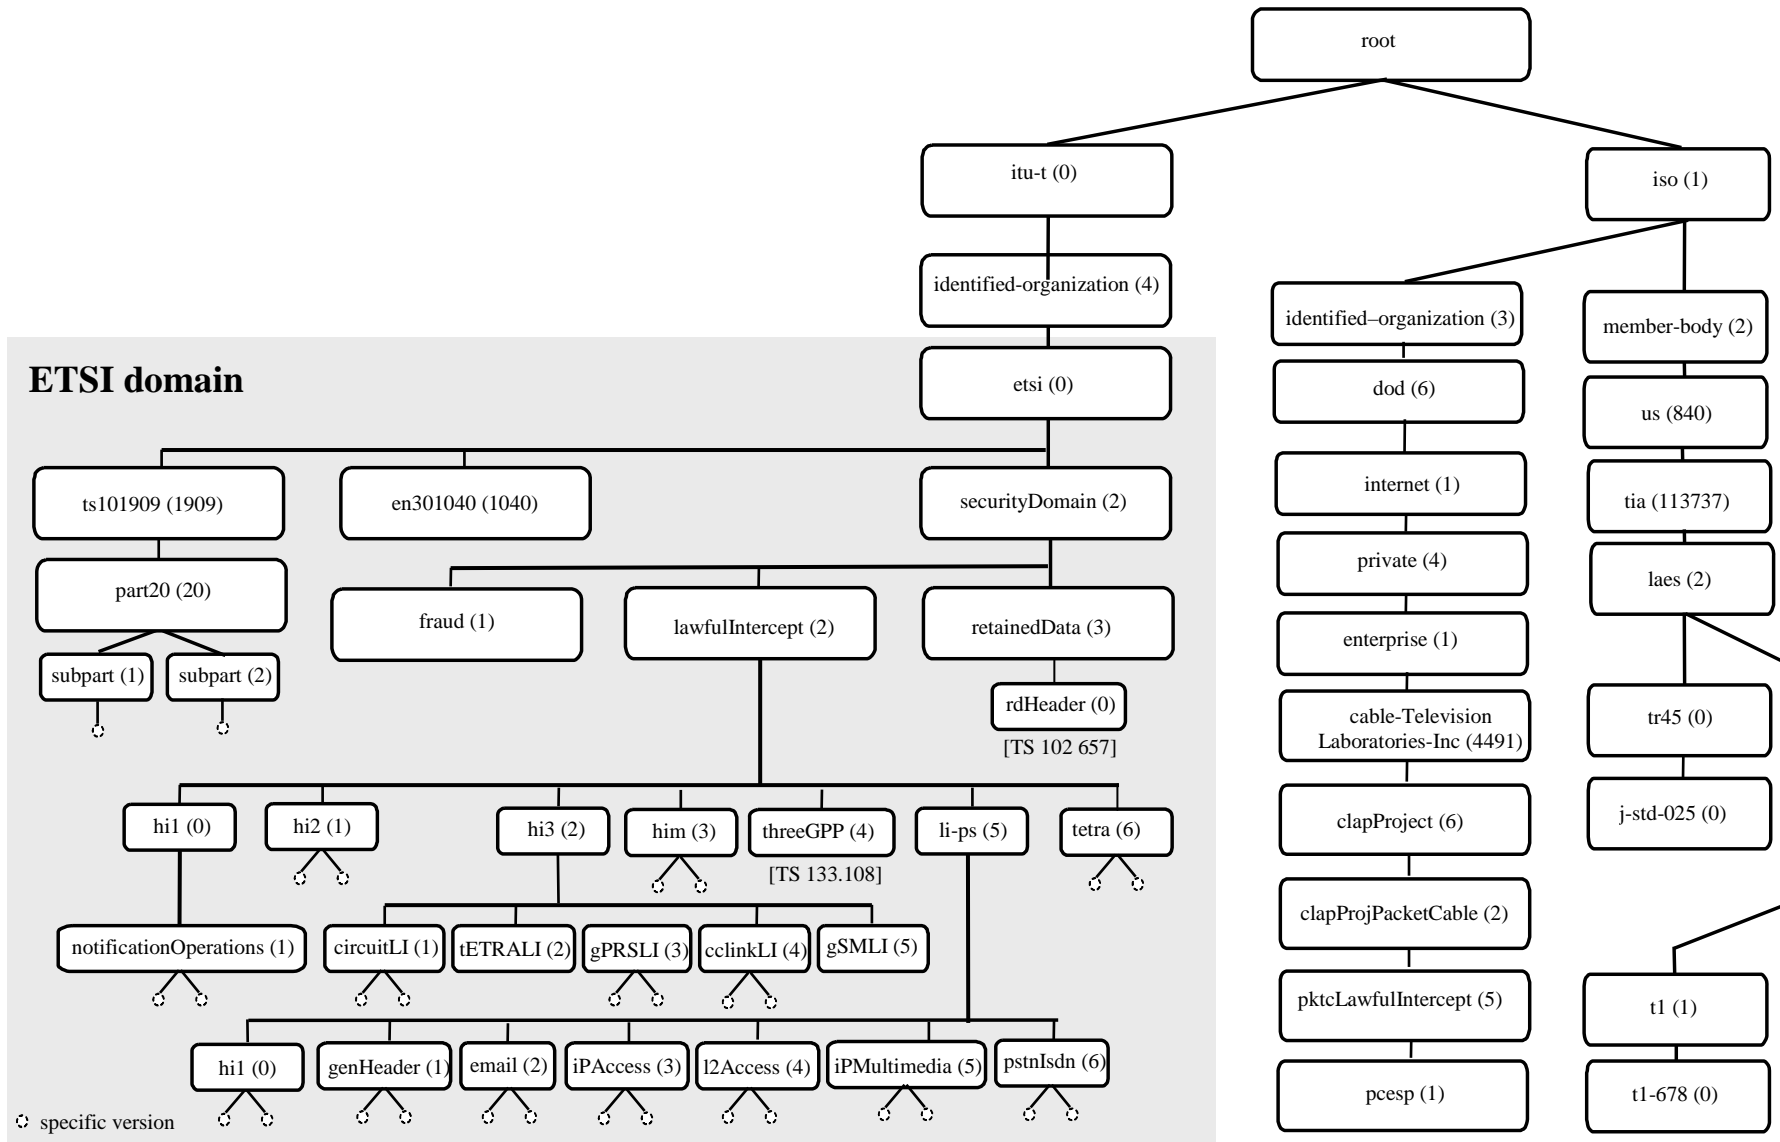 root
itu-t (0)
iso (1)
identified-organization (4)
identified–organization (3)
member-body (2)
ETSI domain
etsi (0)
dod (6)
us (840)
ts101909 (1909)
en301040 (1040)
securityDomain (2)
internet (1)
tia (113737)
part20 (20)
fraud (1)
lawfulIntercept (2)
retainedData (3)
private (4)
laes (2)
subpart (1)
subpart (2)
rdHeader (0)
[TS 102 657]
enterprise (1)
cable-Television
Laboratories-Inc (4491)
tr45 (0)
hi1 (0)
hi2 (1)
hi3 (2)
him (3)
threeGPP (4)
[TS 133.108]
li-ps (5)
tetra (6)
clapProject (6)
j-std-025 (0)
notificationOperations (1)
circuitLI (1)
tETRALI (2)
gPRSLI (3)
cclinkLI (4)
gSMLI (5)
clapProjPacketCable (2)
pktcLawfulIntercept (5)
t1 (1)
hi1 (0)
genHeader (1)
email (2)
iPAccess (3)
l2Access (4)
iPMultimedia (5)
pstnIsdn (6)
pcesp (1)
t1-678 (0)
specific version